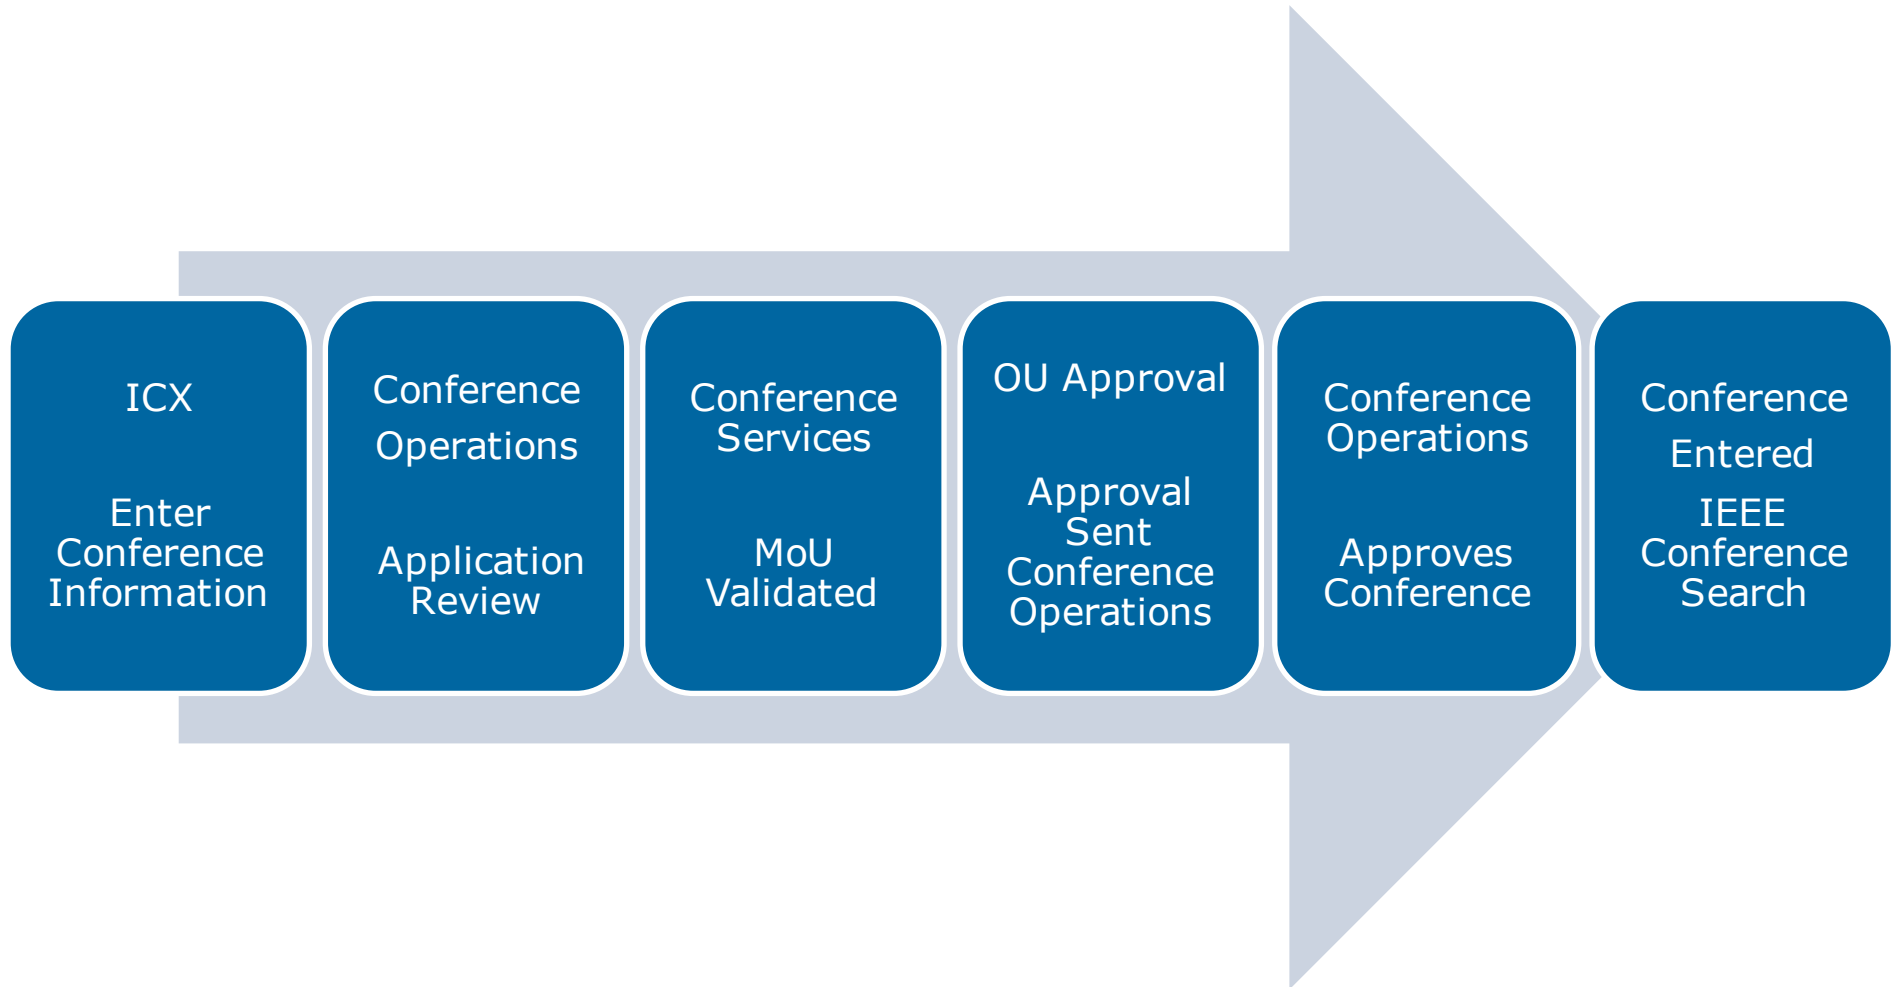 ICX
Enter
Conference
Information
Conference
Operations
Application
Review
Conference
Services
MoU
Validated
OU Approval
Approval
Sent
Conference
Operations
Conference
Operations
Approves
Conference
Conference
Entered
IEEE
Conference
Search